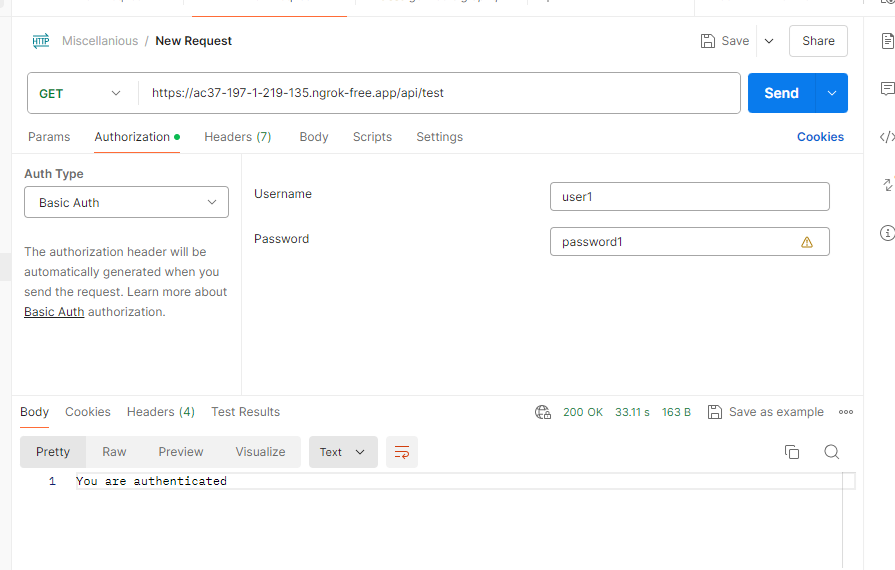 Miscellanious / New Request
Save
Share
GET
https://ac37-197-1-219-135.ngrok-free.app/api/test
Send
Params
Authorization
Headers (7)
Body
Scripts
Settings
Cookies
Auth Type
Basic Auth
The authorization header will be
automatically generated when you
send the request. Learn more about
Basic Auth authorization.
Username
user1
Password
password1
Body
Cookies
Headers (4)
Test Results
200 OK
33.11 s
163 B
Save as example
Pretty
Raw
Preview
Visualize
Text
1
You are authenticated